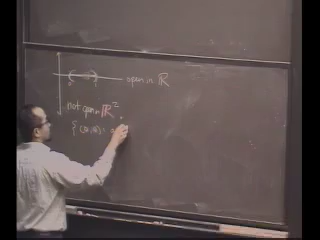 open in ℝ
not open in ℝ²
{ (x,0) :